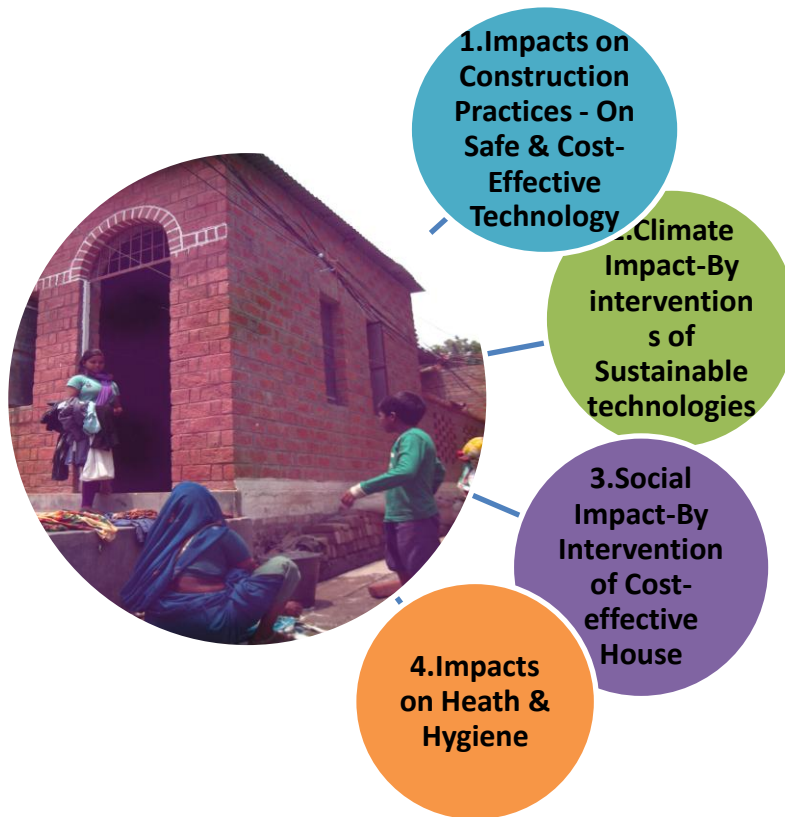 1.Impacts on
Construction
Practices - On
Safe & Cost-
Effective
Technology
.Climate
Impact-By
intervention
s of
Sustainable
technologies
3.Social
Impact-By
Intervention
of Cost-
effective
House
4.Impacts
on Heath &
Hygiene